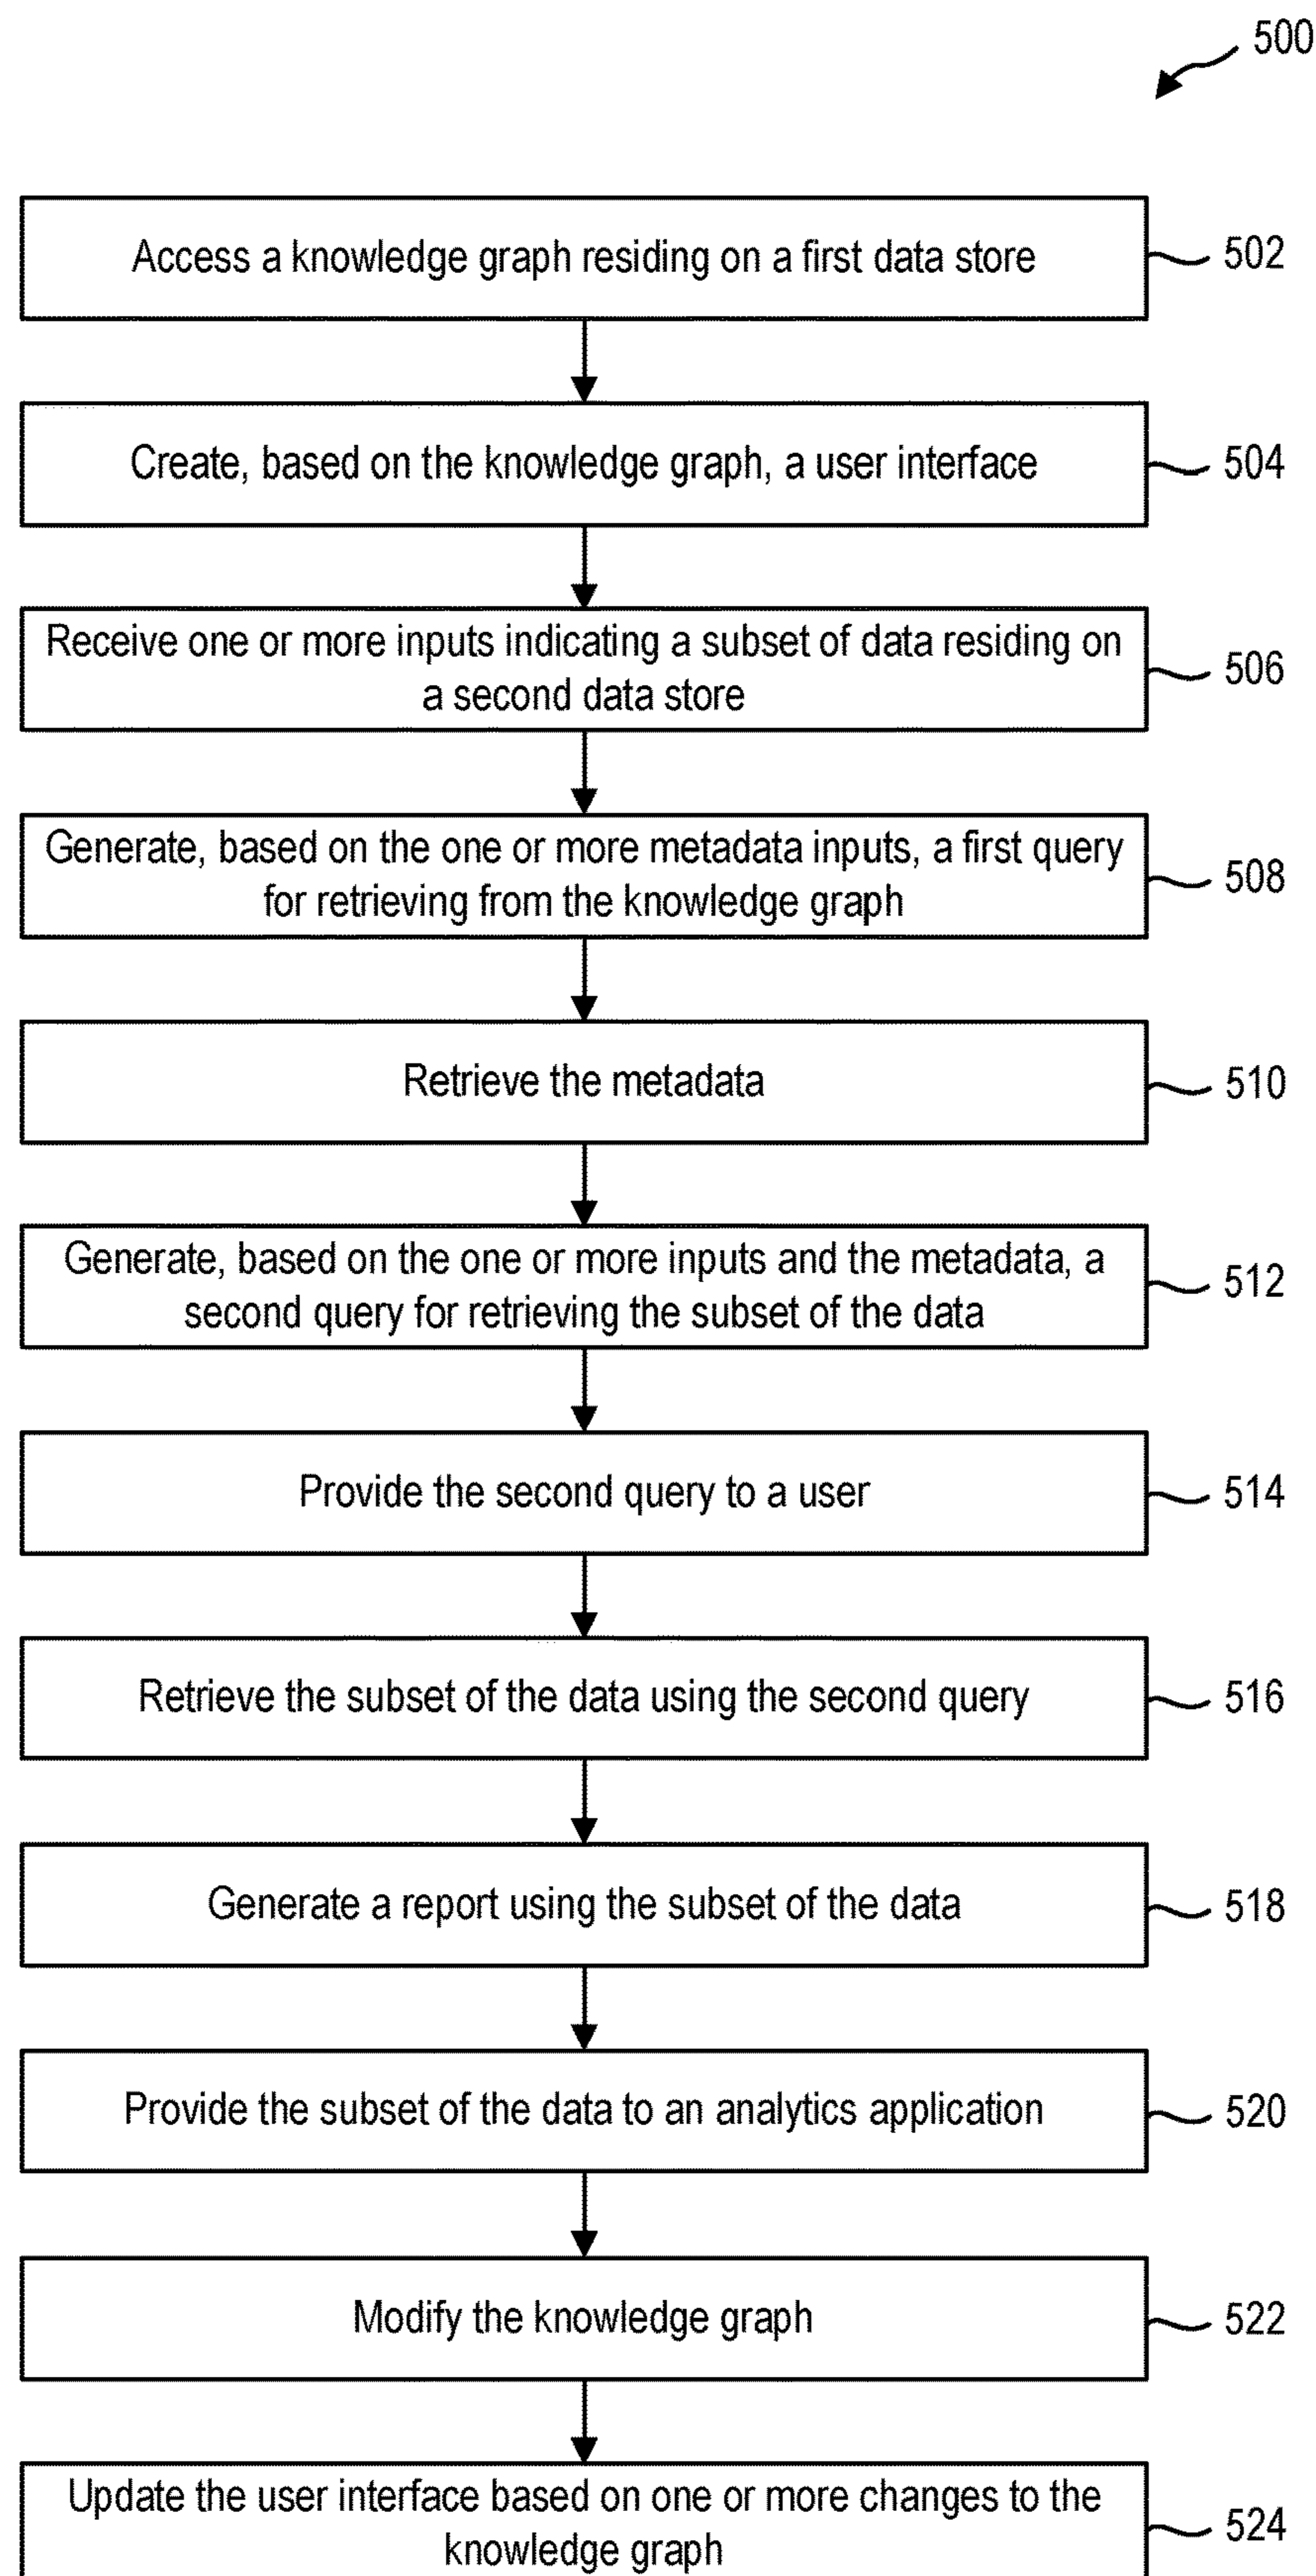 500
Access a knowledge graph residing on a first data store
502
Create, based on the knowledge graph, a user interface
504
Receive one or more inputs indicating a subset of data residing on
a second data store
506
Generate, based on the one or more metadata inputs, a first query
for retrieving from the knowledge graph
508
Retrieve the metadata
510
Generate, based on the one or more inputs and the metadata, a
second query for retrieving the subset of the data
512
Provide the second query to a user
514
Retrieve the subset of the data using the second query
516
Generate a report using the subset of the data
518
Provide the subset of the data to an analytics application
520
Modify the knowledge graph
522
Update the user interface based on one or more changes to the
knowledge graph
524